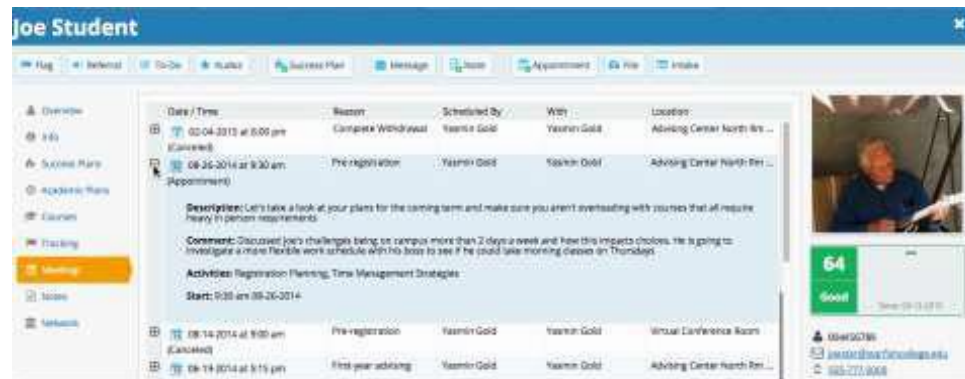 Joe Student
Flag Referral To-Do Kudos Success Plan Message Note Appointment File Intake
Overview
Info
Success Plans
Academic Plans
Courses
Tracking
Meetings
Notes
Network
Date / Time Reason Scheduled By With Location
02-04-2015 at 6:00 pm Complete Withdrawal Yasmin Gold Yasmin Gold Advising Center North Rm ...
(Canceled)
08-26-2014 at 9:30 am Pre-registration Yasmin Gold Yasmin Gold Advising Center North Rm ...
(Appointment)
Description: Let's take a look at your plans for the coming term and make sure you aren't overloading with courses that all require
heavy in person requirements
Comment: Discussed Joe's challenges being on campus more than 2 days a week and how this impacts choices. He is going to
investigate a more flexible work schedule with his boss to see if he could take morning classes on Thursdays
Activities: Registration Planning, Time Management Strategies
Start: 9:30 am 08-26-2014
08-14-2014 at 9:00 am Pre-registration Yasmin Gold Yasmin Gold Virtual Conference Room
(Canceled)
06-19-2014 at 5:15 pm First-year advising Yasmin Gold Yasmin Gold Advising Center North Rm ...
64
Good